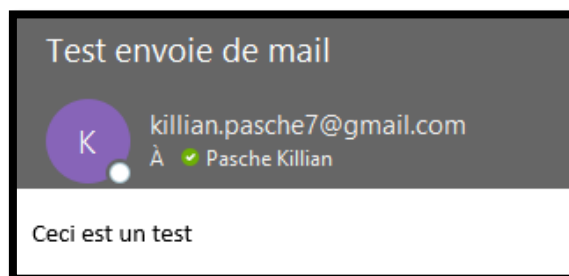 Test envoie de mail
K
killian.pasche7@gmail.com
À Pasche Killian
Ceci est un test